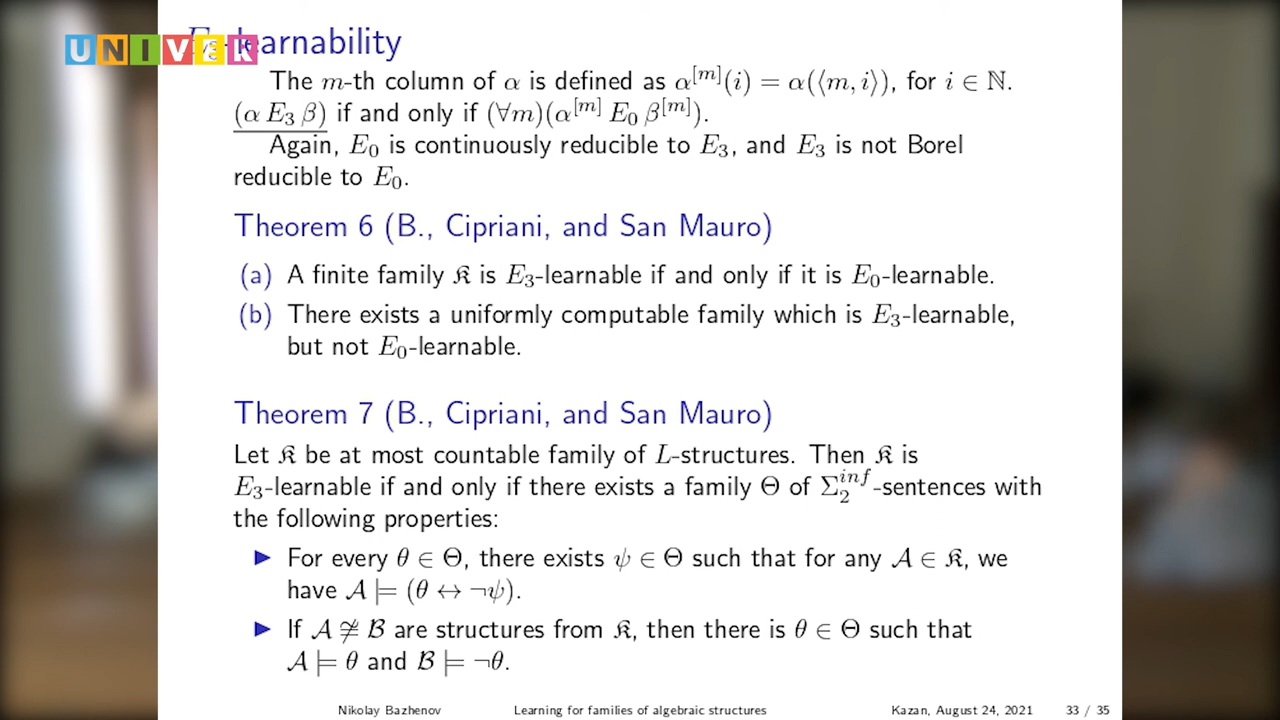 UNIVER
E₃-learnability
The m-th column of α is defined as α^[m](i) = α(⟨m, i⟩), for i ∈ ℕ.
(α E₃ β) if and only if (∀m)(α^[m] E₀ β^[m]).
Again, E₀ is continuously reducible to E₃, and E₃ is not Borel
reducible to E₀.
Theorem 6 (B., Cipriani, and San Mauro)
(a) A finite family 𝔎 is E₃-learnable if and only if it is E₀-learnable.
(b) There exists a uniformly computable family which is E₃-learnable,
but not E₀-learnable.
Theorem 7 (B., Cipriani, and San Mauro)
Let 𝔎 be at most countable family of L-structures. Then 𝔎 is
E₃-learnable if and only if there exists a family Θ of Σ₂^inf-sentences with
the following properties:
▶ For every θ ∈ Θ, there exists ψ ∈ Θ such that for any 𝒜 ∈ 𝔎, we
have 𝒜 ⊨ (θ ↔ ¬ψ).
▶ If 𝒜 ≇ ℬ are structures from 𝔎, then there is θ ∈ Θ such that
𝒜 ⊨ θ and ℬ ⊨ ¬θ.
Nikolay Bazhenov Learning for families of algebraic structures Kazan, August 24, 2021 33 / 35